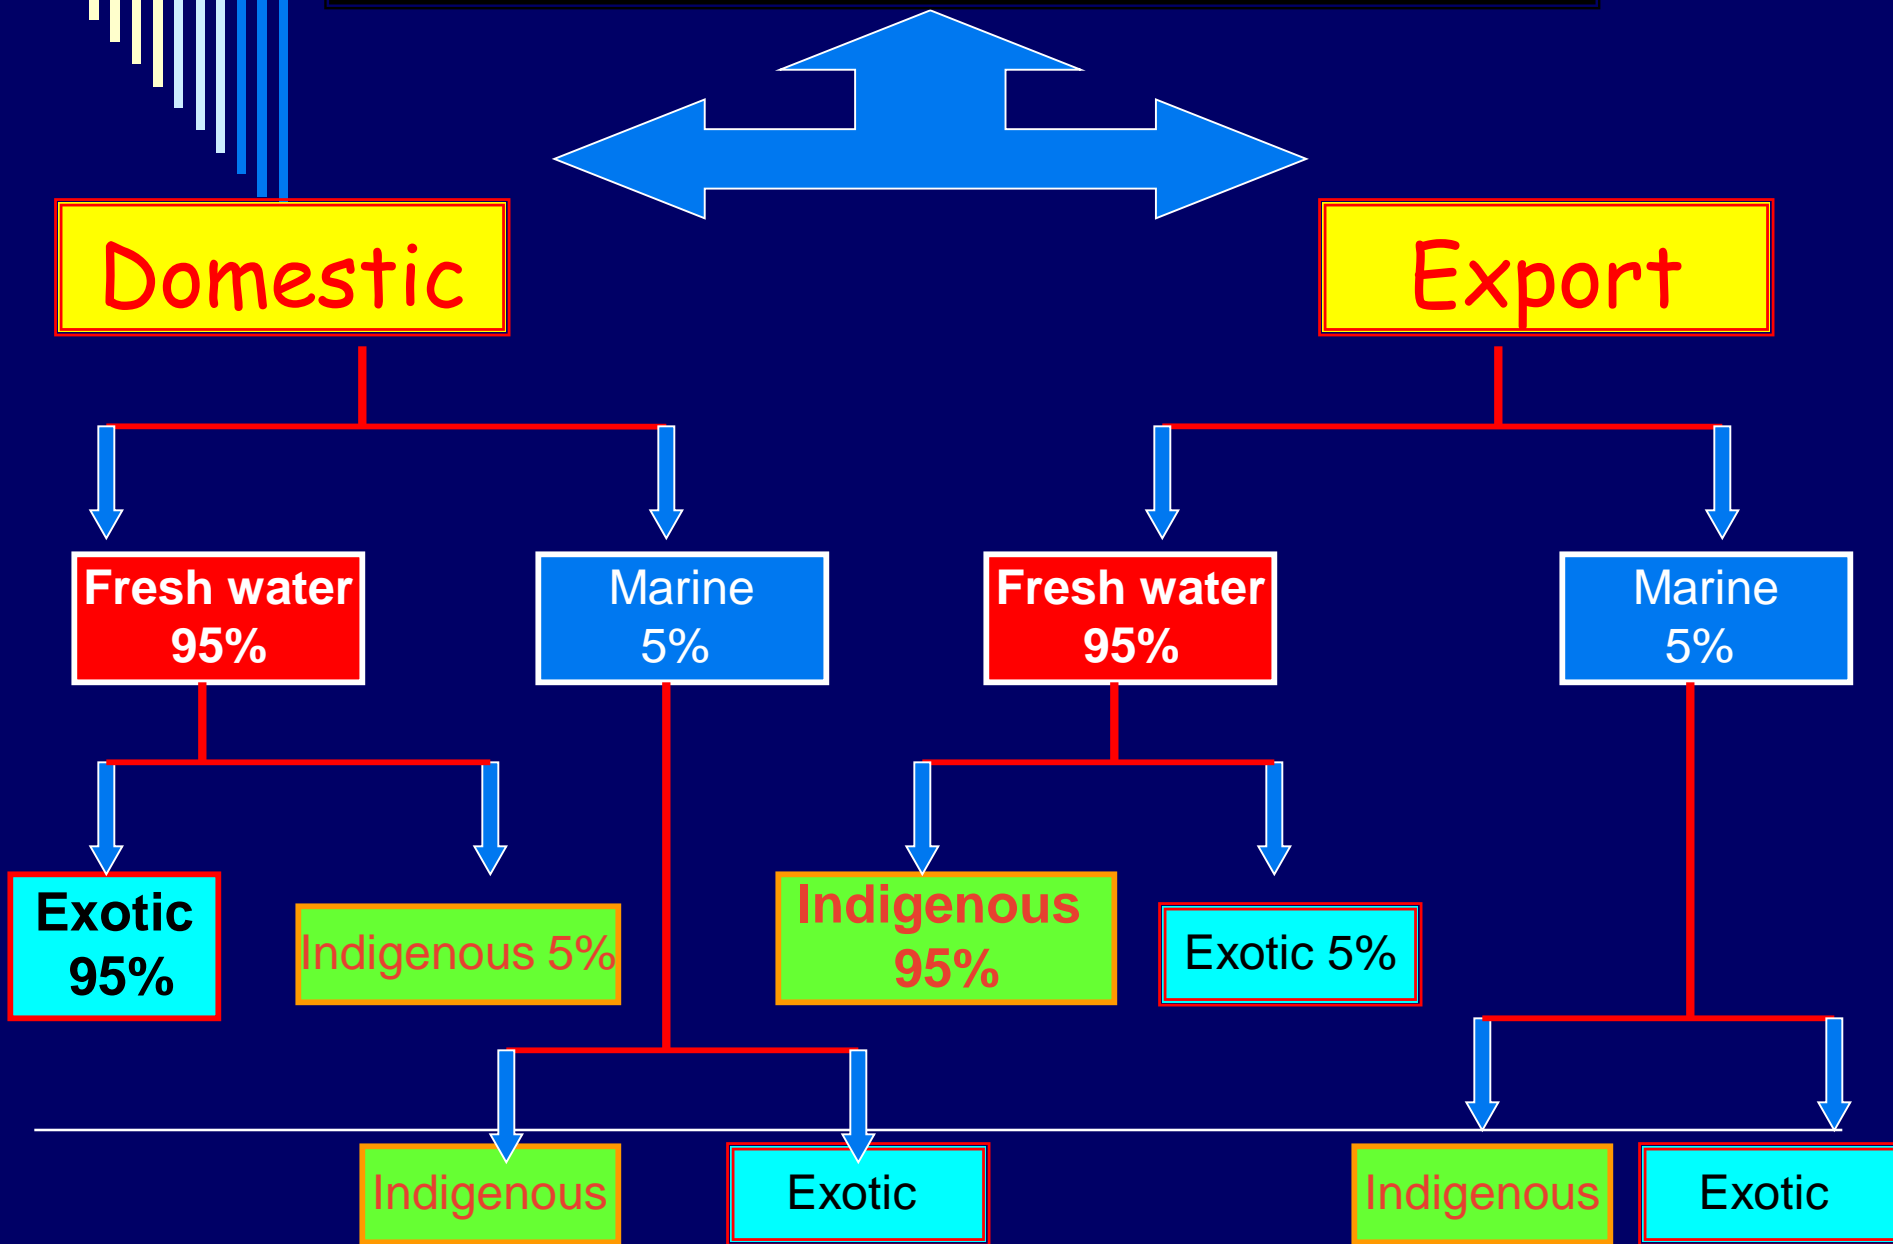 Domestic
Export
Fresh water
95%
Marine
5%
Fresh water
95%
Marine
5%
Exotic
95%
Indigenous 5%
Indigenous
95%
Exotic 5%
Indigenous
Exotic
Indigenous
Exotic